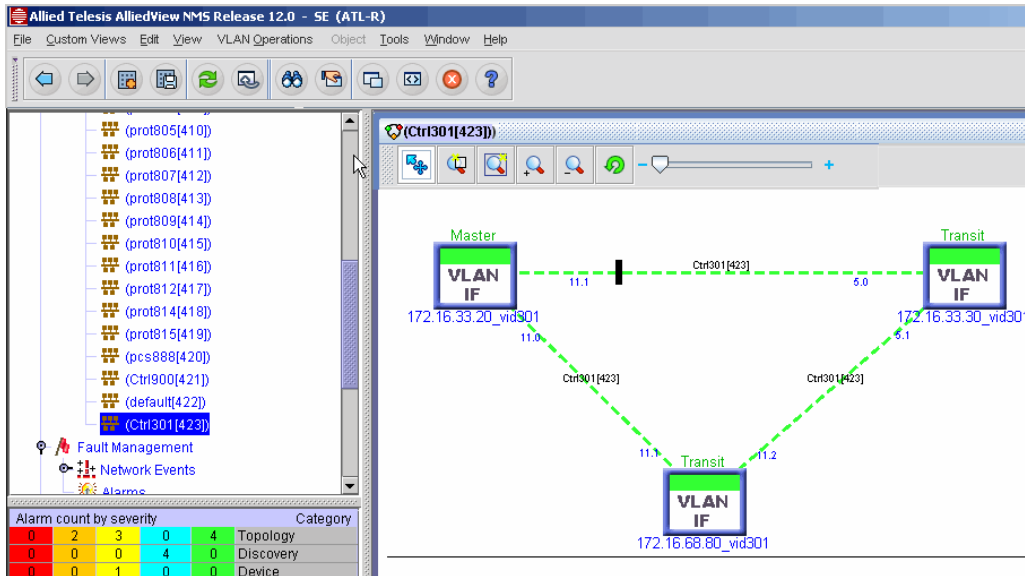 Allied Telesis AlliedView NMS Release 12.0 - SE (ATL-R)
File Custom Views Edit View VLAN Operations Object Tools Window Help
(prot805[410])
(prot806[411])
(prot807[412])
(prot808[413])
(prot809[414])
(prot810[415])
(prot811[416])
(prot812[417])
(prot814[418])
(prot815[419])
(pcs888[420])
(Ctrl900[421])
(default[422])
(Ctrl301[423])
Fault Management
Network Events
Alarms
Alarm count by severity Category
0 2 3 0 4 Topology
0 0 0 4 0 Discovery
0 0 1 0 0 Device
(Ctrl301[423]))
- +
Master
VLAN
IF
172.16.33.20_vid301
11.1
Ctrl301[423]
5.0
Transit
VLAN
IF
172.16.33.30_vid301
11.0
5.1
Ctrl301[423]
Ctrl301[423]
11.1
11.2
Transit
VLAN
IF
172.16.68.80_vid301